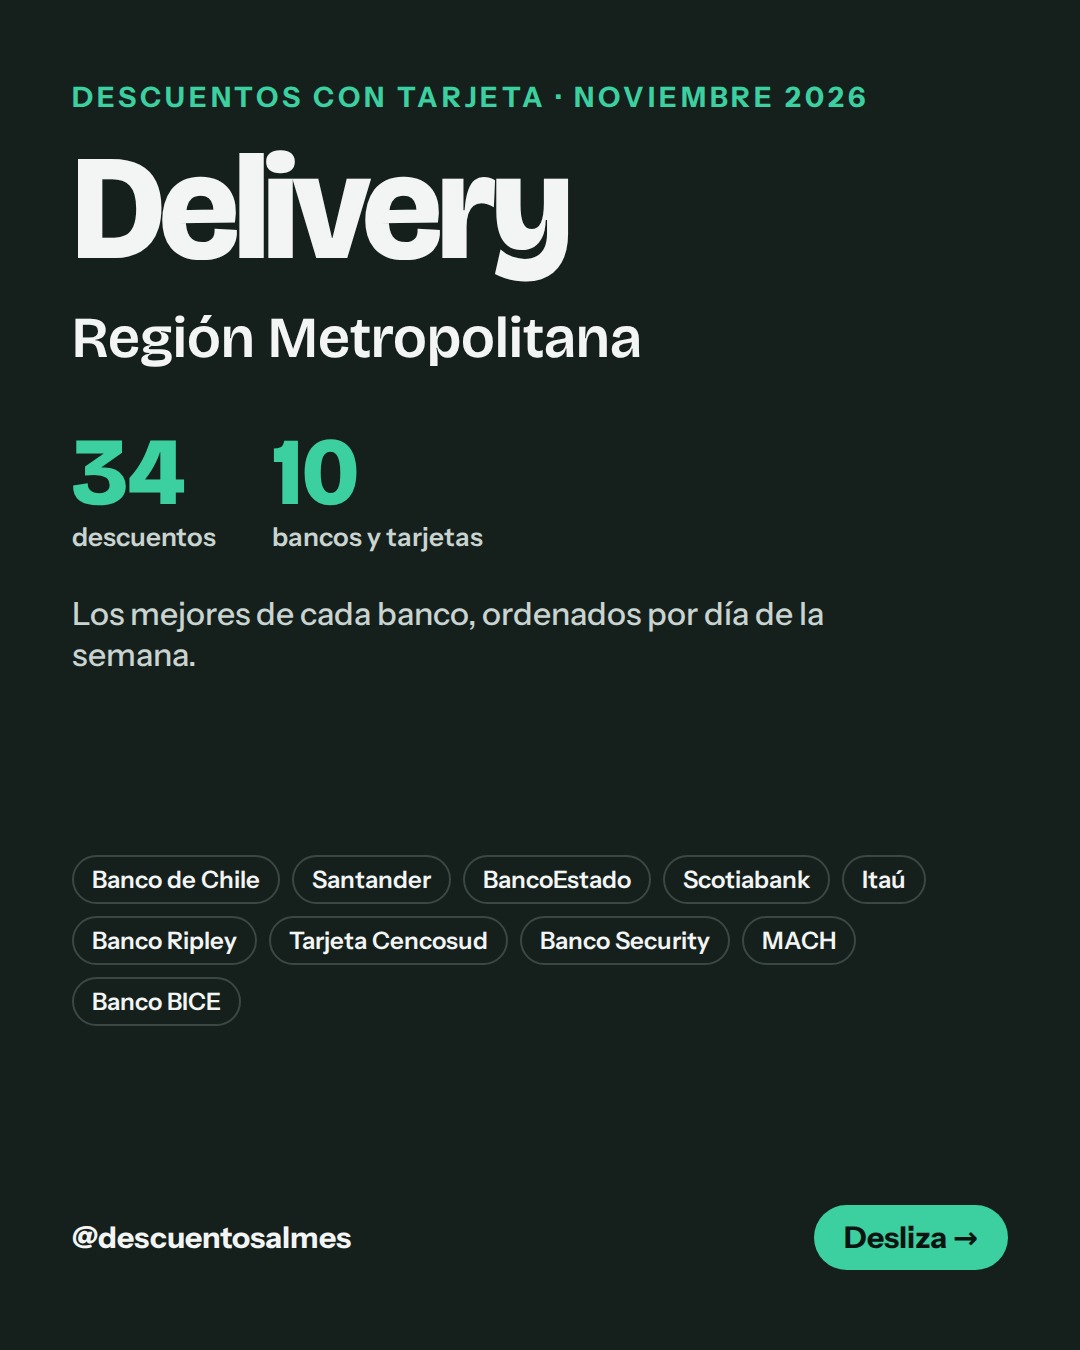 DESCUENTOS CON TARJETA · NOVIEMBRE 2026
Delivery
Región Metropolitana
34 10
descuentos bancos y tarjetas
Los mejores de cada banco, ordenados por día de la
semana.
Banco de Chile Santander BancoEstado Scotiabank Itaú
Banco Ripley Tarjeta Cencosud Banco Security MACH
Banco BICE
@descuentosalmes Desliza →